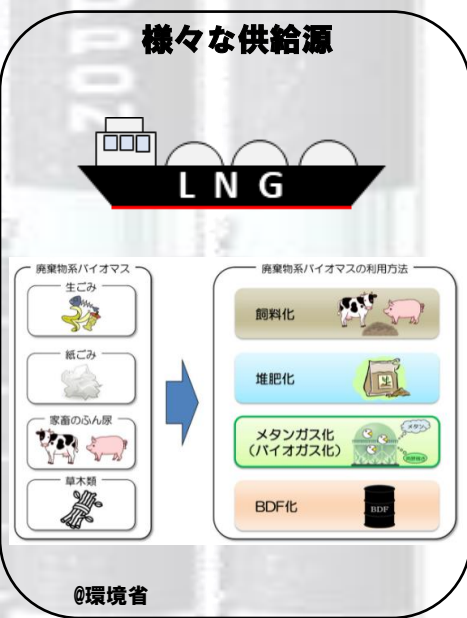 様々な供給源
LNG
廃棄物系バイオマス
生ごみ
紙ごみ
家畜のふん尿
草木類
廃棄物系バイオマスの利用方法
飼料化
堆肥化
メタンガス化
(バイオガス化)
メタン
BDF化
BDF
@環境省